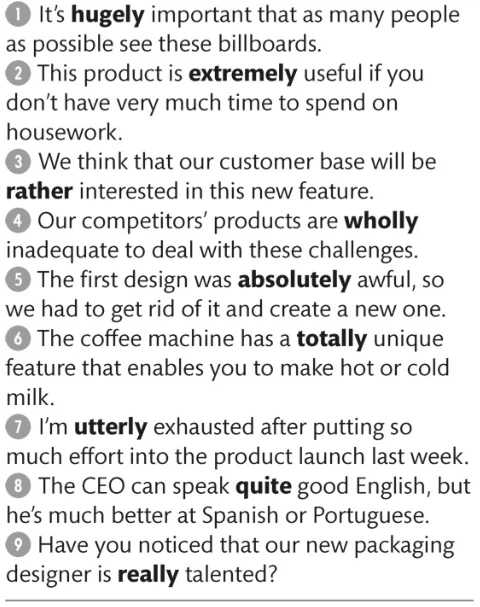 1 It’s hugely important that as many people
as possible see these billboards.
2 This product is extremely useful if you
don’t have very much time to spend on
housework.
3 We think that our customer base will be
rather interested in this new feature.
4 Our competitors’ products are wholly
inadequate to deal with these challenges.
5 The first design was absolutely awful, so
we had to get rid of it and create a new one.
6 The coffee machine has a totally unique
feature that enables you to make hot or cold
milk.
7 I’m utterly exhausted after putting so
much effort into the product launch last week.
8 The CEO can speak quite good English, but
he’s much better at Spanish or Portuguese.
9 Have you noticed that our new packaging
designer is really talented?